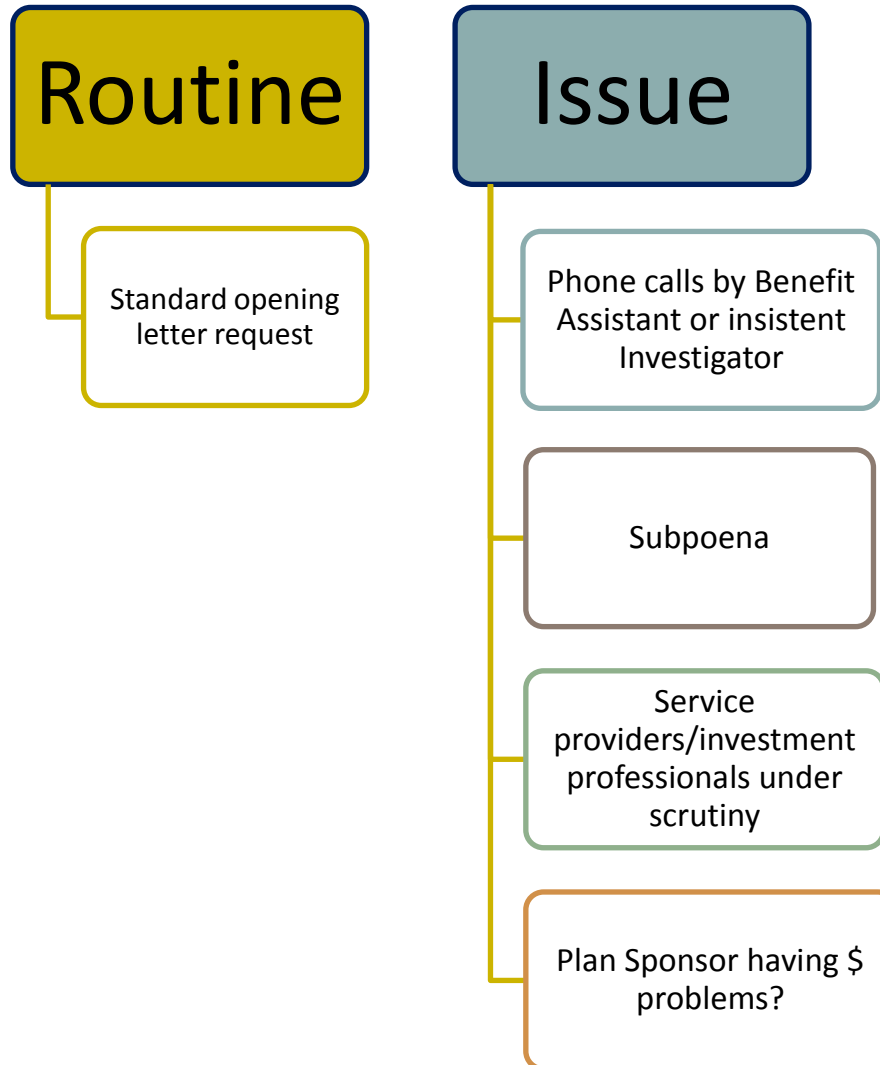 Routine
Standard opening
letter request
Issue
Phone calls by Benefit
Assistant or insistent
Investigator
Subpoena
Service
providers/investment
professionals under
scrutiny
Plan Sponsor having $
problems?